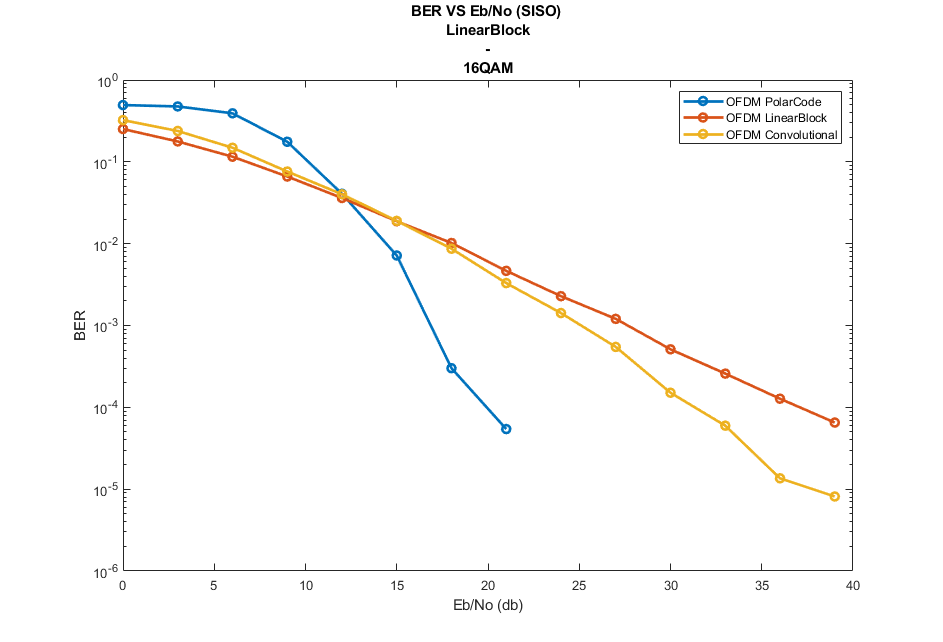 BER VS Eb/No (SISO)
LinearBlock
-
16QAM
OFDM PolarCode
OFDM LinearBlock
OFDM Convolutional
BER
10^0
10^-1
10^-2
10^-3
10^-4
10^-5
10^-6
0 5 10 15 20 25 30 35 40
Eb/No (db)